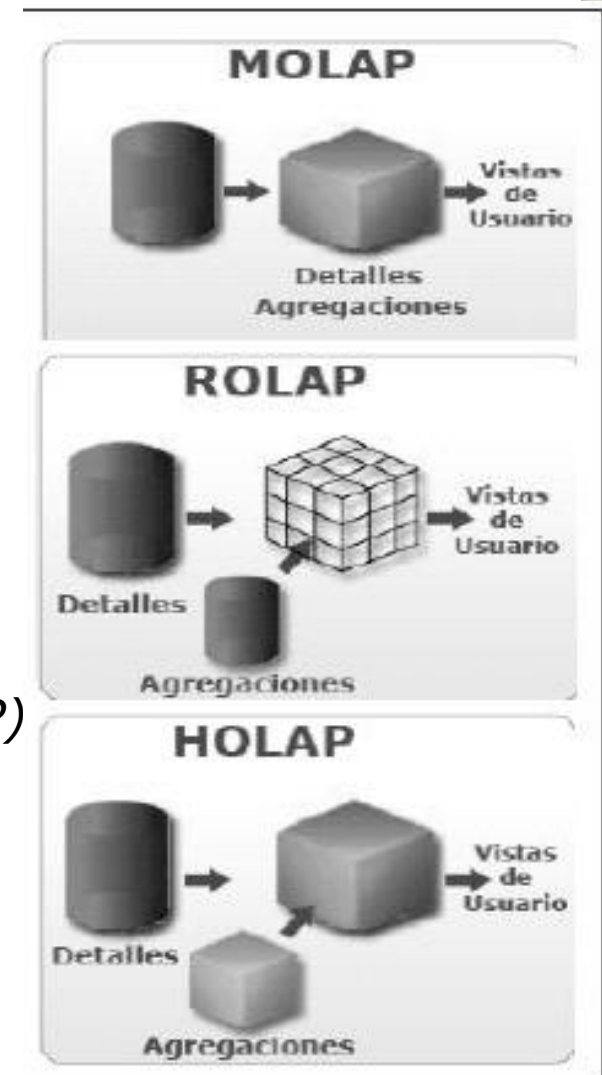 MOLAP
Vistas
de
Usuario
Detalles
Agregaciones
ROLAP
Vistas
de
Usuario
Detalles
Agregaciones
HOLAP
Vistas
de
Usuario
Detalles
Agregaciones